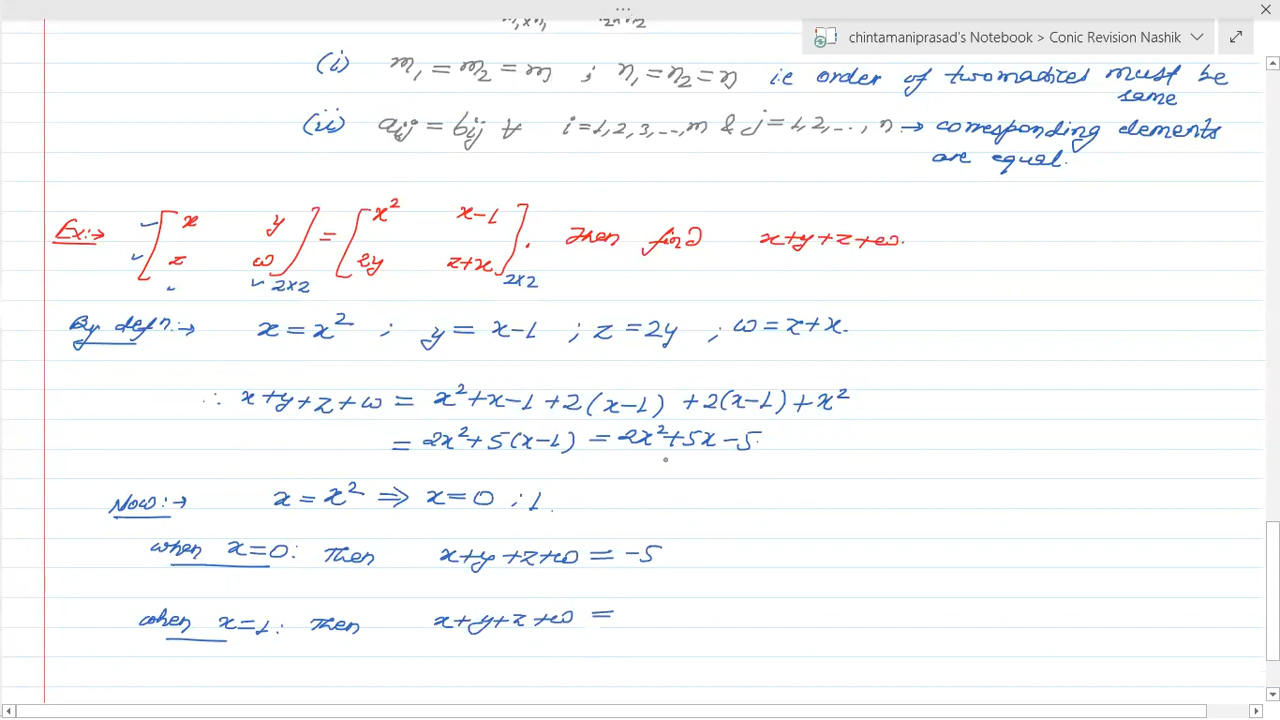 chintamaniprasad's Notebook > Conic Revision Nashik
(i) m₁ = m₂ = m ; n₁ = n₂ = n i.e order of two matrices must be same
(ii) aᵢⱼ = bᵢⱼ ∀ i = 1, 2, 3, ..., m & j = 1, 2, ..., n → corresponding elements are equal.
Ex:→ [x y; z ω]₂ₓ₂ = [x² x-1; 2y z+x]₂ₓ₂. Then find x+y+z+ω.
By defn:→ x = x² ; y = x-1 ; z = 2y ; ω = z+x.
∴ x+y+z+ω = x²+x-1+2(x-1)+2(x-1)+x²
= 2x²+5(x-1) = 2x²+5x-5.
Now:→ x = x² ⇒ x=0 ; 1.
when x=0: Then x+y+z+ω = -5
when x=1: Then x+y+z+ω =